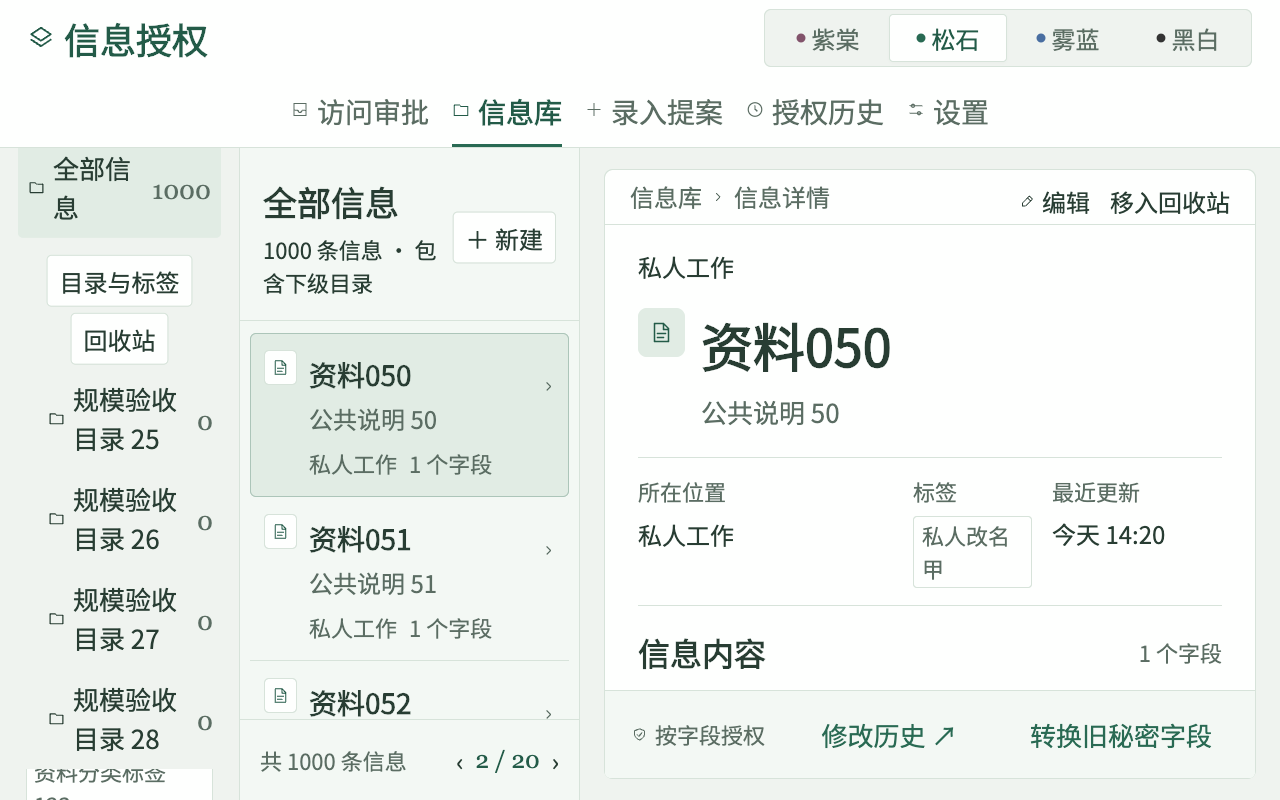 信息授权
紫棠 松石 雾蓝 黑白
访问审批 信息库 录入提案 授权历史 设置
全部信
息
1000
目录与标签
回收站
规模验收
目录 25
0
规模验收
目录 26
0
规模验收
目录 27
0
规模验收
目录 28
0
资料分类标签
全部信息
1000 条信息 · 包
含下级目录
＋ 新建
资料050
公共说明 50
私人工作 1 个字段
资料051
公共说明 51
私人工作 1 个字段
资料052
共 1000 条信息
‹ 2 / 20 ›
信息库 › 信息详情
编辑 移入回收站
私人工作
资料050
公共说明 50
所在位置 标签 最近更新
私人工作 私人改名
甲
今天 14:20
信息内容 1 个字段
按字段授权 修改历史 ↗ 转换旧秘密字段